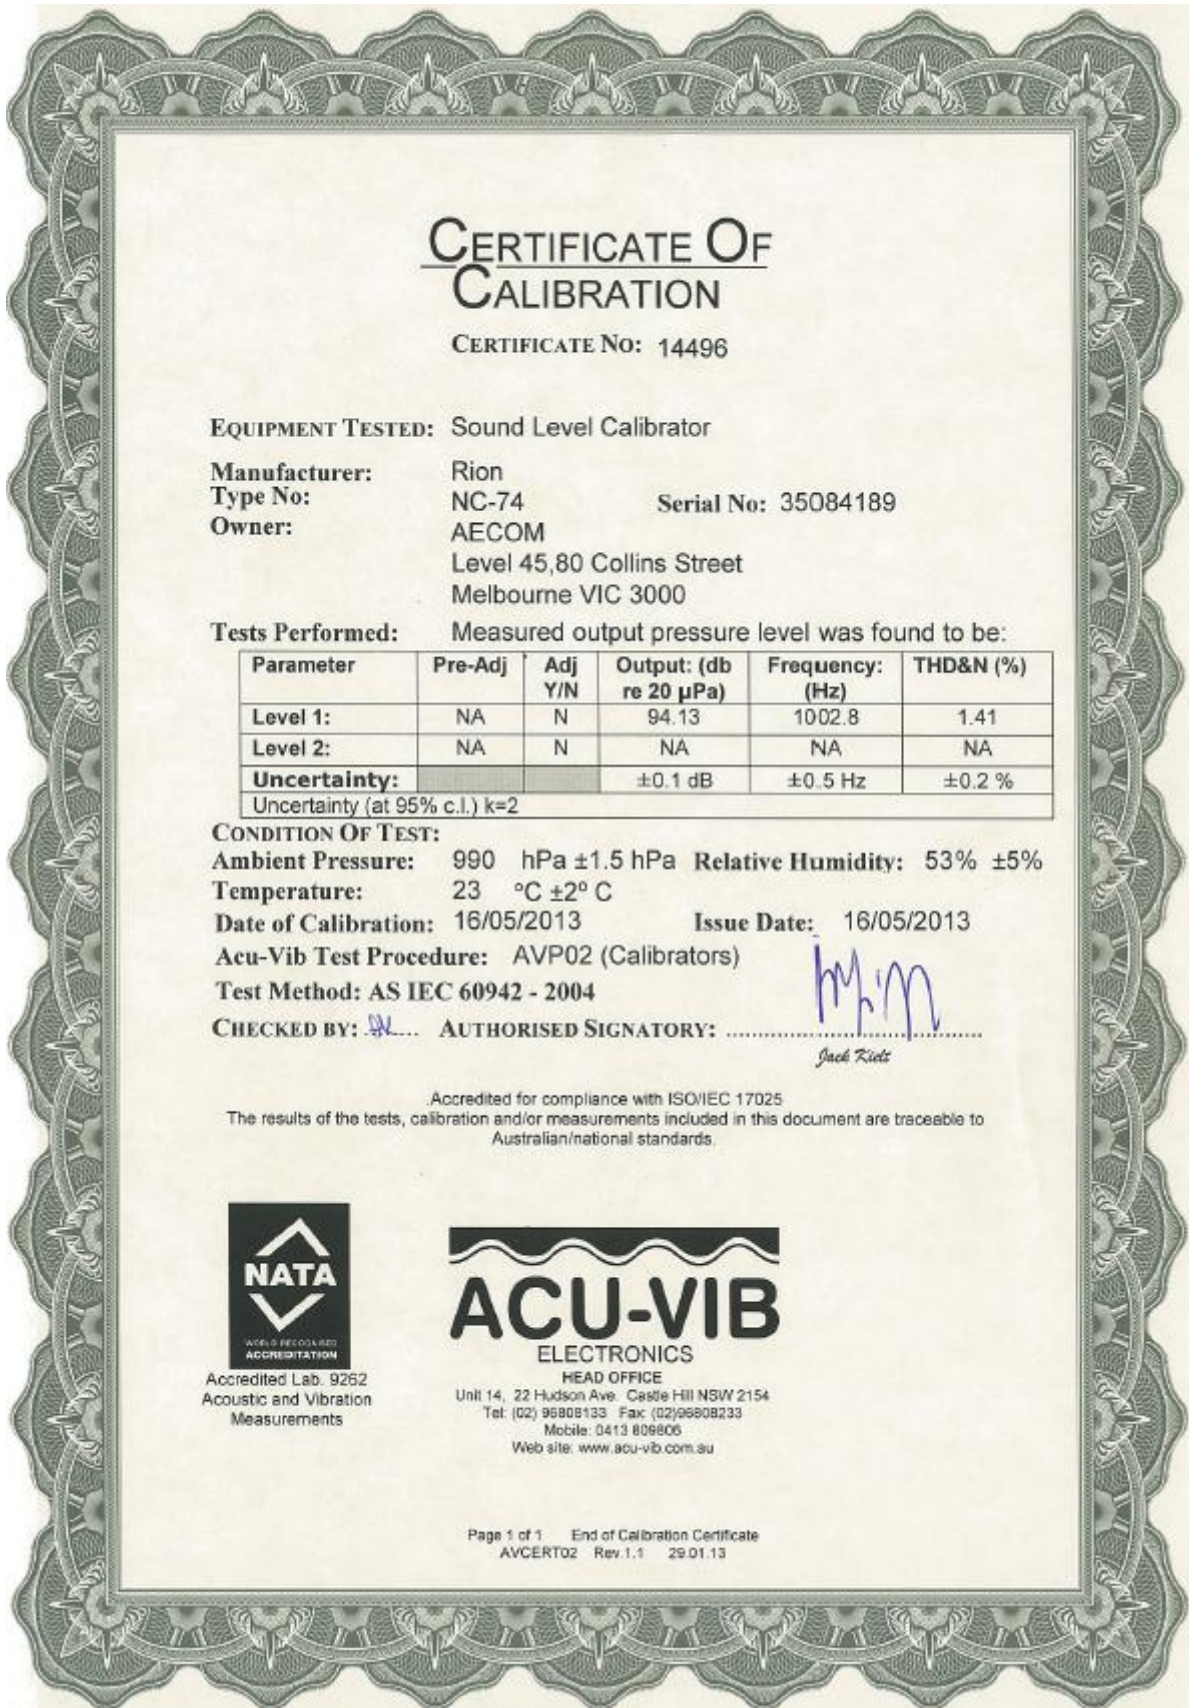 CERTIFICATE OF
CALIBRATION
CERTIFICATE NO: 14496
EQUIPMENT TESTED: Sound Level Calibrator
Manufacturer: Rion
Type No: NC-74 Serial No: 35084189
Owner: AECOM
Level 45,80 Collins Street
Melbourne VIC 3000
Tests Performed: Measured output pressure level was found to be:
Parameter Pre-Adj Adj Y/N Output: (db re 20 µPa) Frequency: (Hz) THD&N (%)
Level 1: NA N 94.13 1002.8 1.41
Level 2: NA N NA NA NA
Uncertainty: ±0.1 dB ±0.5 Hz ±0.2 %
Uncertainty (at 95% c.l.) k=2
CONDITION OF TEST:
Ambient Pressure: 990 hPa ±1.5 hPa Relative Humidity: 53% ±5%
Temperature: 23 °C ±2° C
Date of Calibration: 16/05/2013 Issue Date: 16/05/2013
Acu-Vib Test Procedure: AVP02 (Calibrators)
Test Method: AS IEC 60942 - 2004
CHECKED BY: AUTHORISED SIGNATORY:
Jack Kielt
Accredited for compliance with ISO/IEC 17025
The results of the tests, calibration and/or measurements included in this document are traceable to
Australian/national standards.
NATA
WORLD RECOGNISED
ACCREDITATION
Accredited Lab. 9262
Acoustic and Vibration
Measurements
ACU-VIB
ELECTRONICS
HEAD OFFICE
Unit 14, 22 Hudson Ave. Castle Hill NSW 2154
Tel: (02) 96808133 Fax: (02)96808233
Mobile: 0413 809806
Web site: www.acu-vib.com.au
Page 1 of 1 End of Calibration Certificate
AVCERT02 Rev.1.1 29.01.13